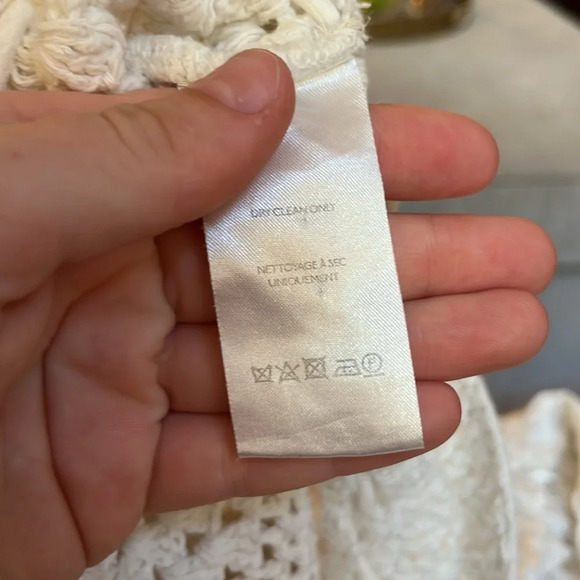 DRY CLEAN ONLY
NETTOYAGE À SEC
UNIQUEMENT
P